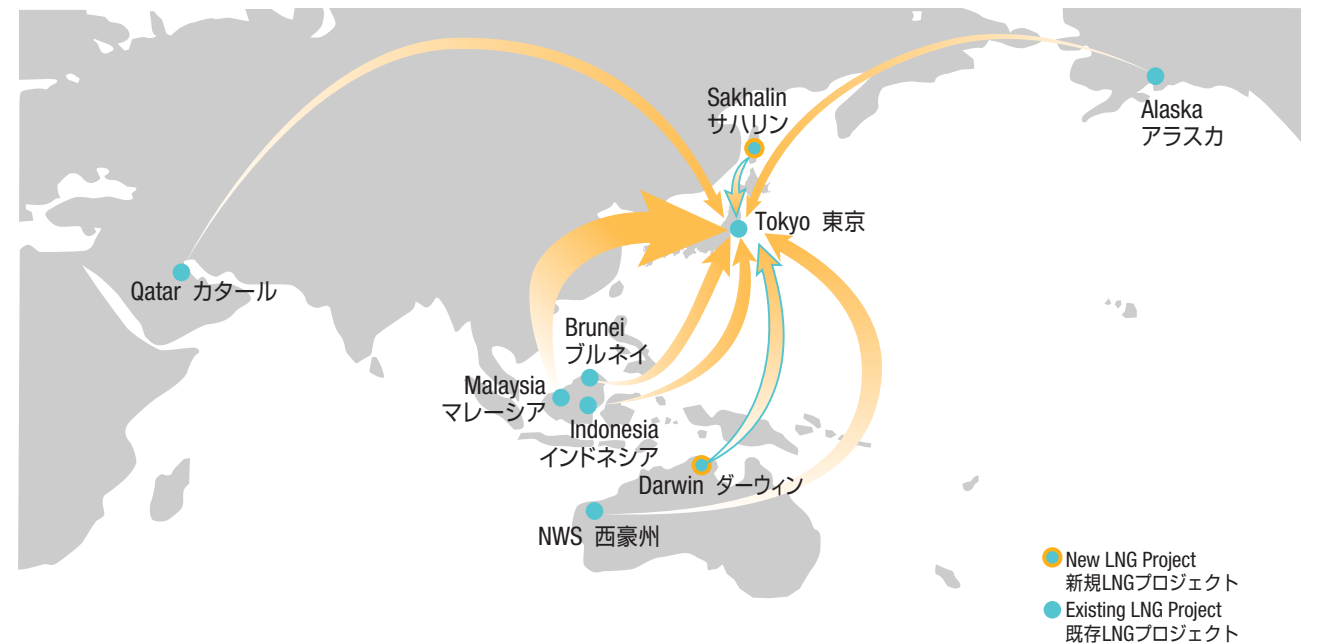 Sakhalin
サハリン
Alaska
アラスカ
Tokyo 東京
Qatar カタール
Brunei
ブルネイ
Malaysia
マレーシア
Indonesia
インドネシア
Darwin ダーウィン
NWS 西豪州
New LNG Project
新規LNGプロジェクト
Existing LNG Project
既存LNGプロジェクト